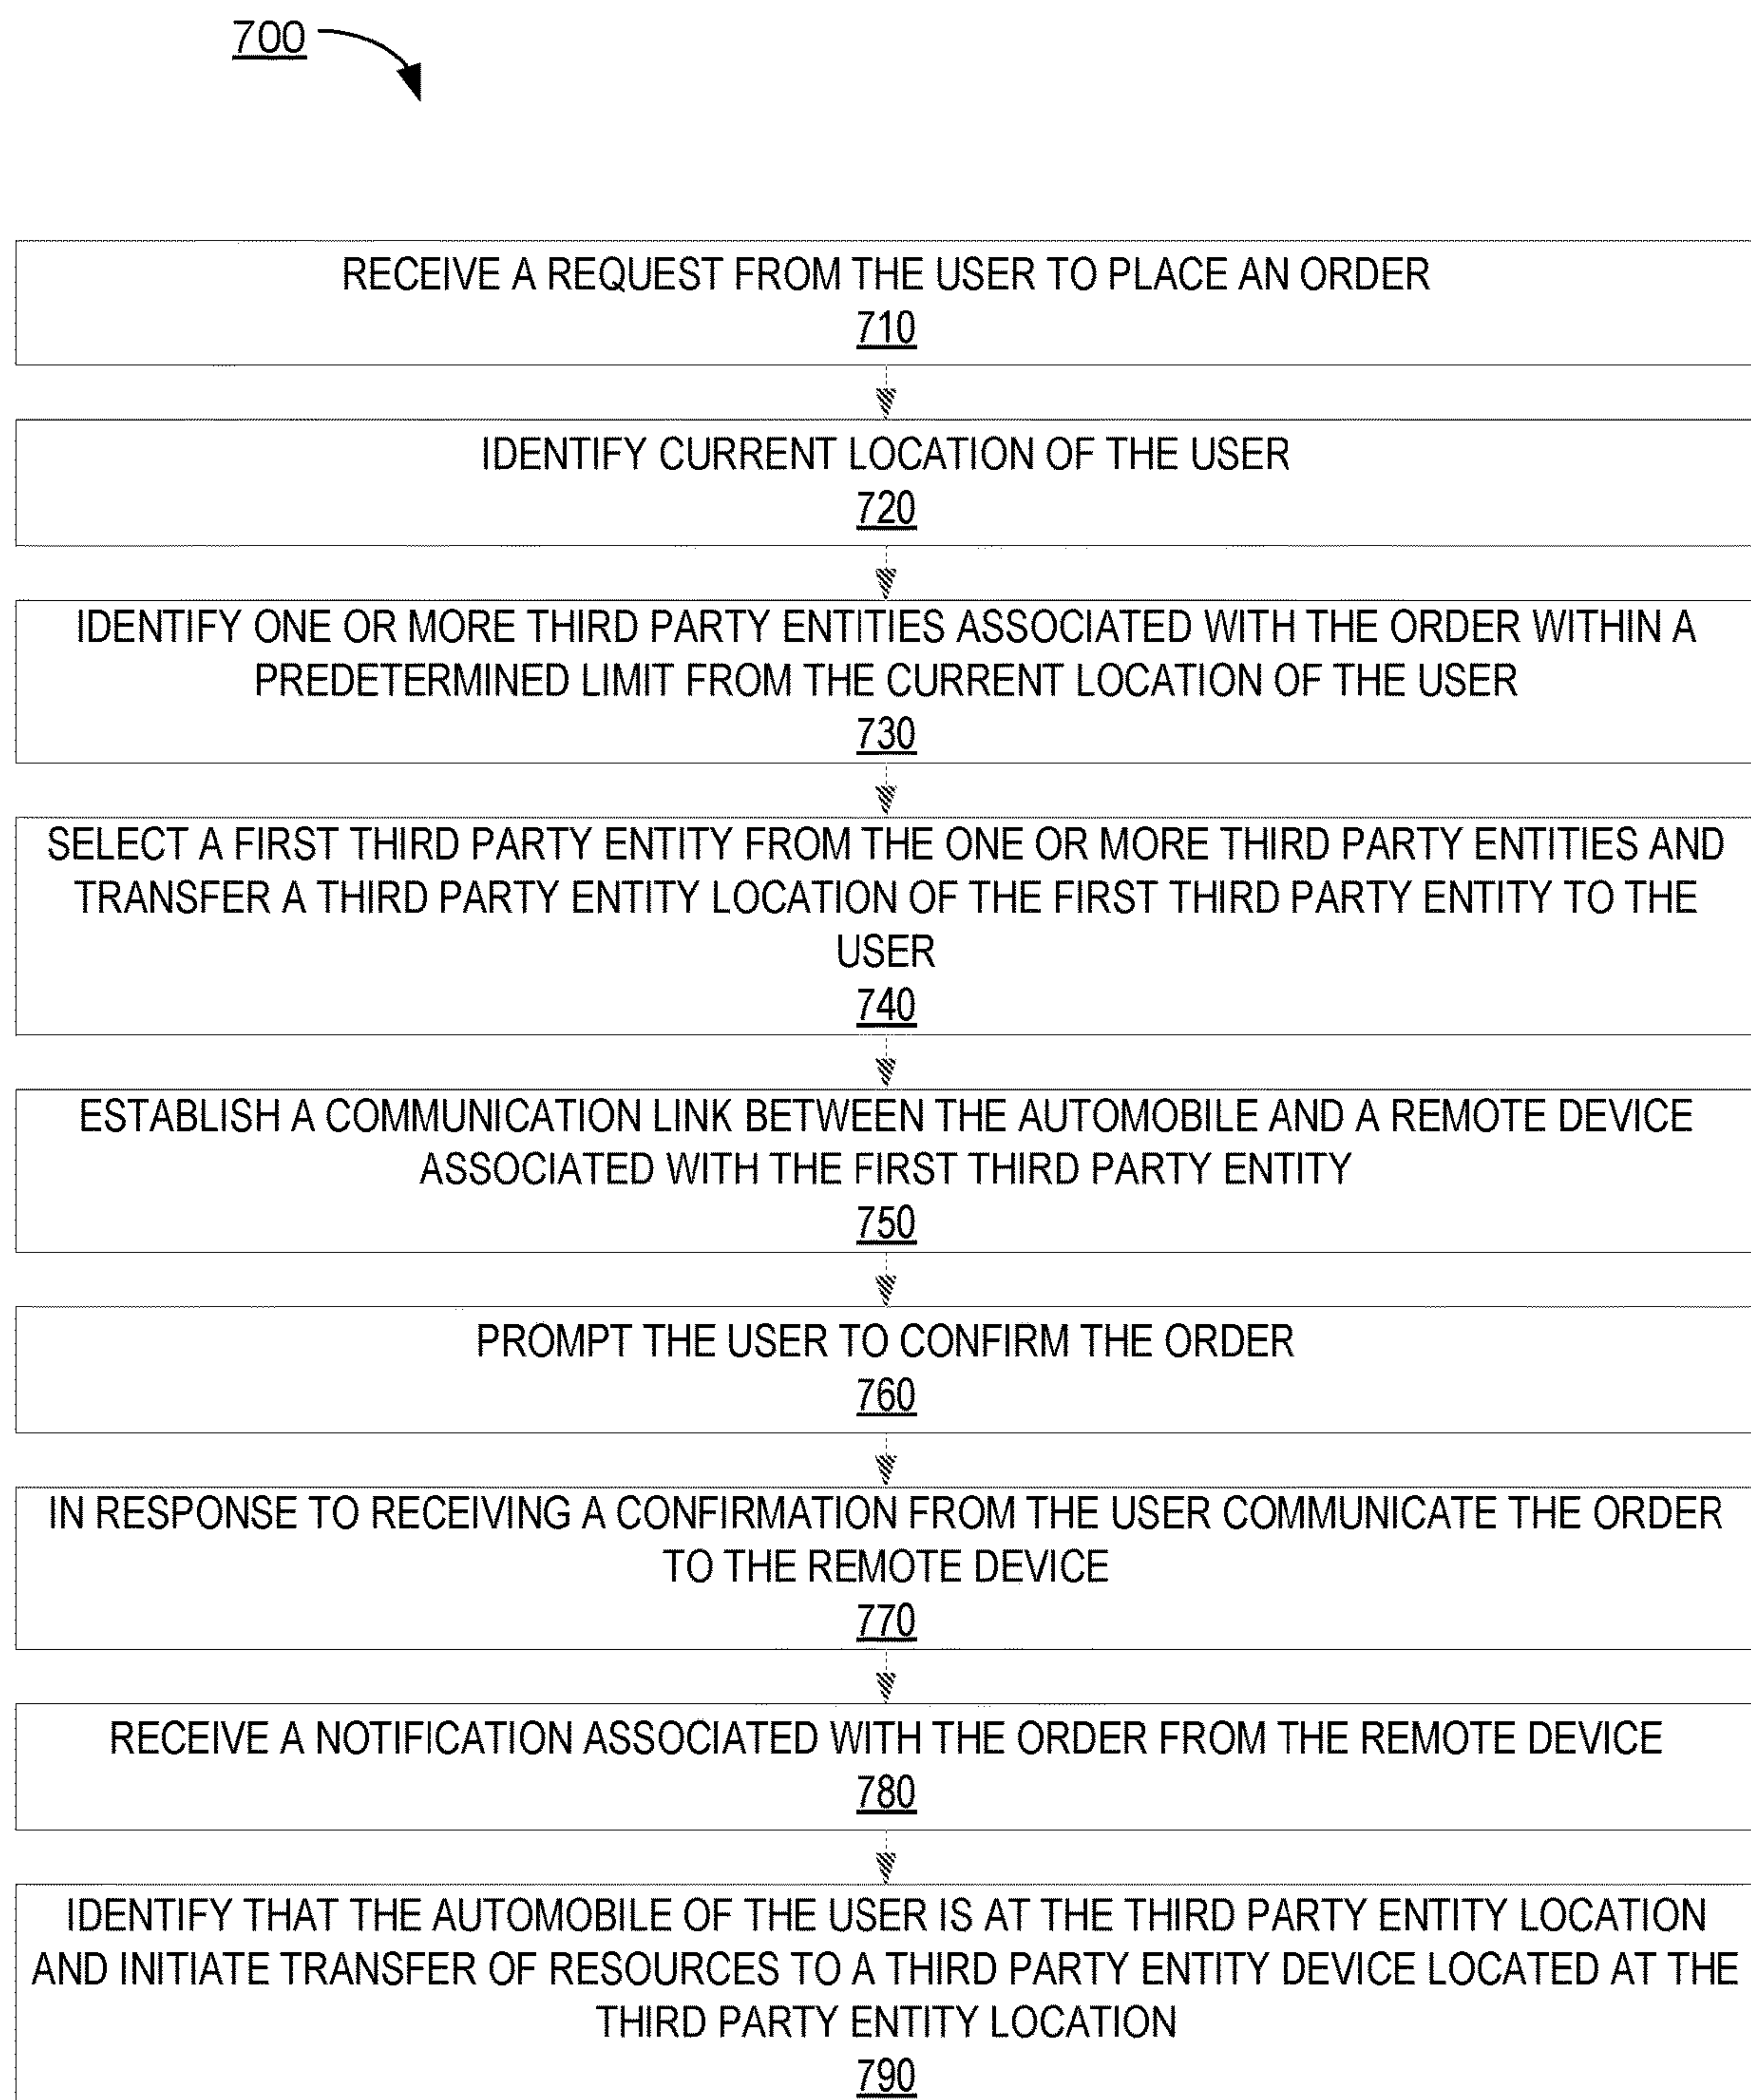 700
RECEIVE A REQUEST FROM THE USER TO PLACE AN ORDER
710
IDENTIFY CURRENT LOCATION OF THE USER
720
IDENTIFY ONE OR MORE THIRD PARTY ENTITIES ASSOCIATED WITH THE ORDER WITHIN A
PREDETERMINED LIMIT FROM THE CURRENT LOCATION OF THE USER
730
SELECT A FIRST THIRD PARTY ENTITY FROM THE ONE OR MORE THIRD PARTY ENTITIES AND
TRANSFER A THIRD PARTY ENTITY LOCATION OF THE FIRST THIRD PARTY ENTITY TO THE
USER
740
ESTABLISH A COMMUNICATION LINK BETWEEN THE AUTOMOBILE AND A REMOTE DEVICE
ASSOCIATED WITH THE FIRST THIRD PARTY ENTITY
750
PROMPT THE USER TO CONFIRM THE ORDER
760
IN RESPONSE TO RECEIVING A CONFIRMATION FROM THE USER COMMUNICATE THE ORDER
TO THE REMOTE DEVICE
770
RECEIVE A NOTIFICATION ASSOCIATED WITH THE ORDER FROM THE REMOTE DEVICE
780
IDENTIFY THAT THE AUTOMOBILE OF THE USER IS AT THE THIRD PARTY ENTITY LOCATION
AND INITIATE TRANSFER OF RESOURCES TO A THIRD PARTY ENTITY DEVICE LOCATED AT THE
THIRD PARTY ENTITY LOCATION
790